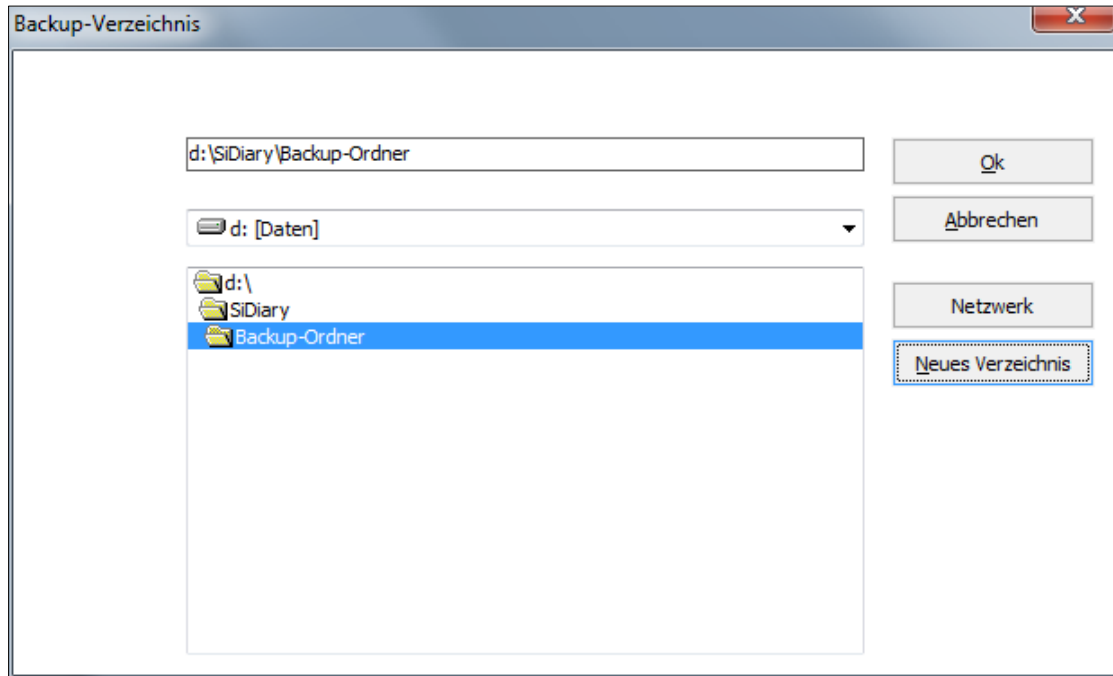 Backup-Verzeichnis
d:\SiDiary\Backup-Ordner
Ok
d: [Daten]
Abbrechen
d:\
SiDiary
Backup-Ordner
Netzwerk
Neues Verzeichnis